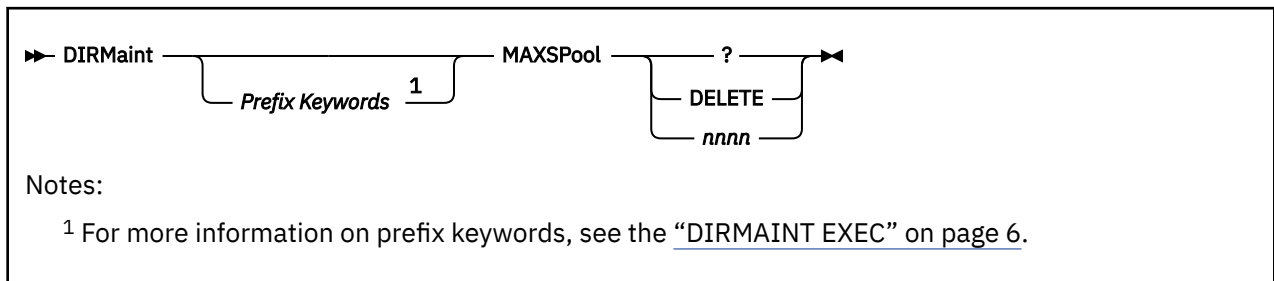 DIRMaint Prefix Keywords 1 MAXSPool ?
DELETE
nnnn
Notes:
1 For more information on prefix keywords, see the “DIRMAINT EXEC” on page 6.